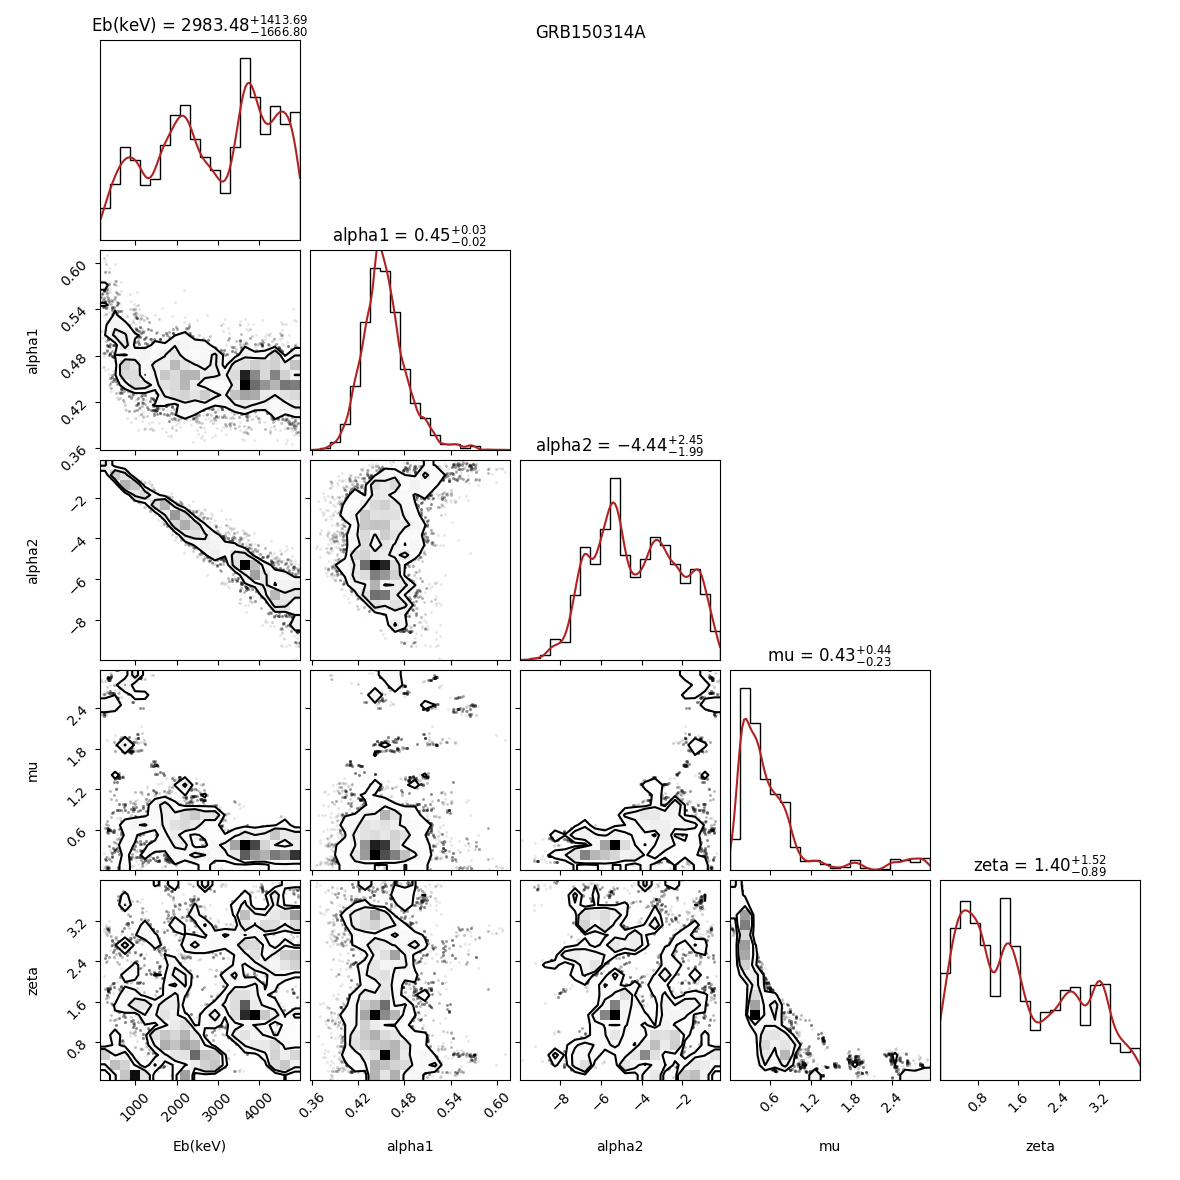 Eb(keV) = 2983.48+1413.69−1666.80
GRB150314A
alpha1 = 0.45+0.03−0.02
0.60
0.54
0.48
0.42
0.36
alpha1
alpha2 = −4.44+2.45−1.99
−2
−4
−6
−8
alpha2
mu = 0.43+0.44−0.23
2.4
1.8
1.2
0.6
mu
zeta = 1.40+1.52−0.89
3.2
2.4
1.6
0.8
zeta
1000 2000 3000 4000 0.36 0.42 0.48 0.54 0.60 −8 −6 −4 −2 0.6 1.2 1.8 2.4 0.8 1.6 2.4 3.2
Eb(keV) alpha1 alpha2 mu zeta